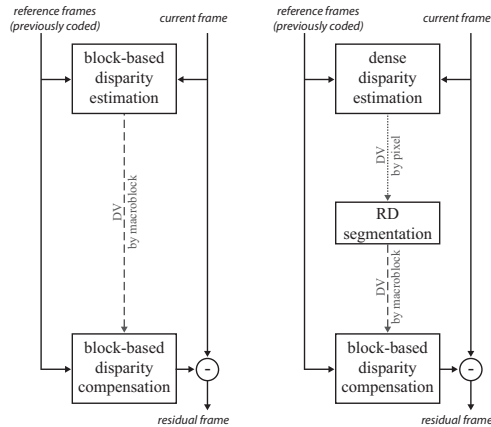 reference frames
(previously coded)
current frame
block-based
disparity
estimation
DV
by macroblock
block-based
disparity
compensation
-
residual frame
reference frames
(previously coded)
current frame
dense
disparity
estimation
DV
by pixel
RD
segmentation
DV
by macroblock
block-based
disparity
compensation
-
residual frame